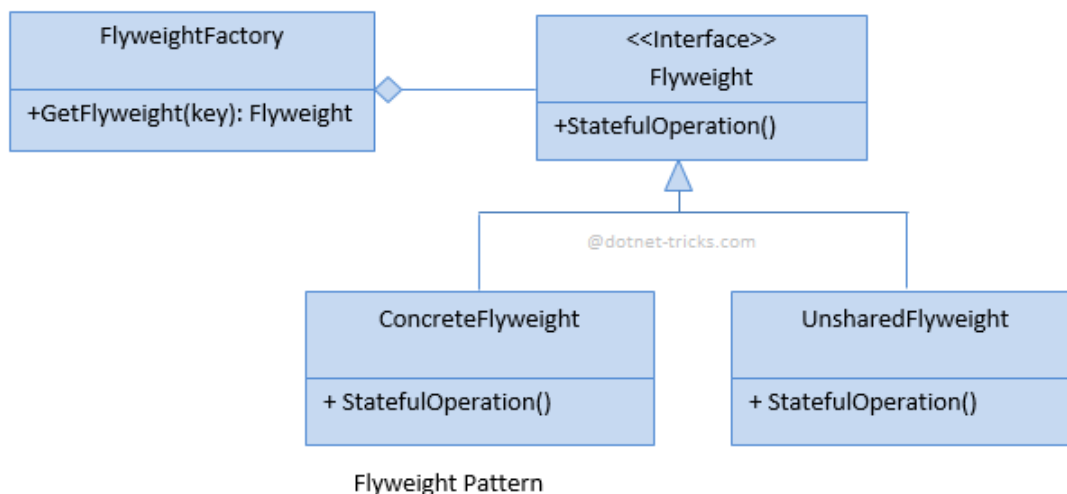 FlyweightFactory
+GetFlyweight(key): Flyweight
<<Interface>>
Flyweight
+StatefulOperation()
@dotnet-tricks.com
ConcreteFlyweight
+ StatefulOperation()
UnsharedFlyweight
+ StatefulOperation()
Flyweight Pattern